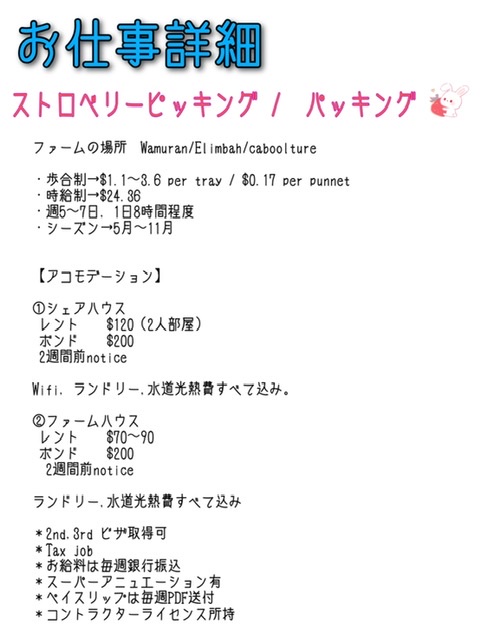 お仕事詳細
ストロベリーピッキング / パッキング
ファームの場所 Wamuran/Elimbah/caboolture
・歩合制→$1.1～3.6 per tray / $0.17 per punnet
・時給制→$24.36
・週5～7日, 1日8時間程度
・シーズン→5月～11月
【アコモデーション】
①シェアハウス
レント $120 (2人部屋)
ボンド $200
2週間前notice
Wifi, ランドリー,水道光熱費すべて込み。
②ファームハウス
レント $70～90
ボンド $200
2週間前notice
ランドリー,水道光熱費すべて込み
＊2nd,3rd ビザ取得可
＊Tax job
＊お給料は毎週銀行振込
＊スーパーアニュエーション有
＊ペイスリップは毎週PDF送付
＊コントラクターライセンス所持